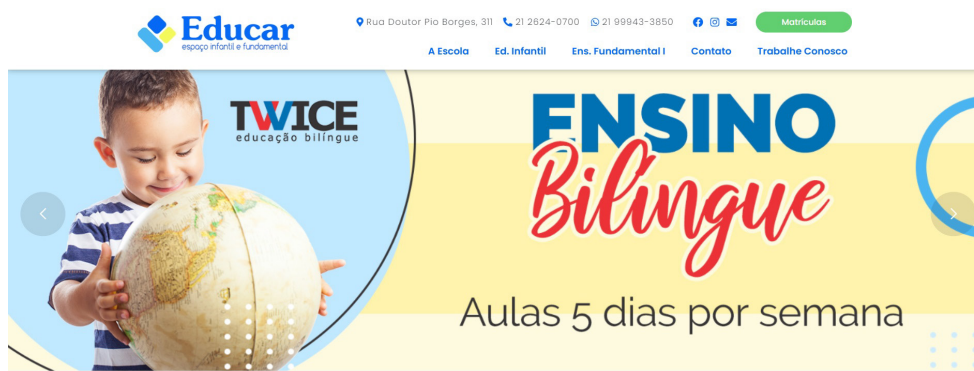 Educar
espaço infantil e fundamental
Rua Doutor Pio Borges, 311 21 2624-0700 21 99943-3850
Matrículas
A Escola Ed. Infantil Ens. Fundamental I Contato Trabalhe Conosco
TWICE
educação bilíngue
ENSINO
Bilíngue
Aulas 5 dias por semana